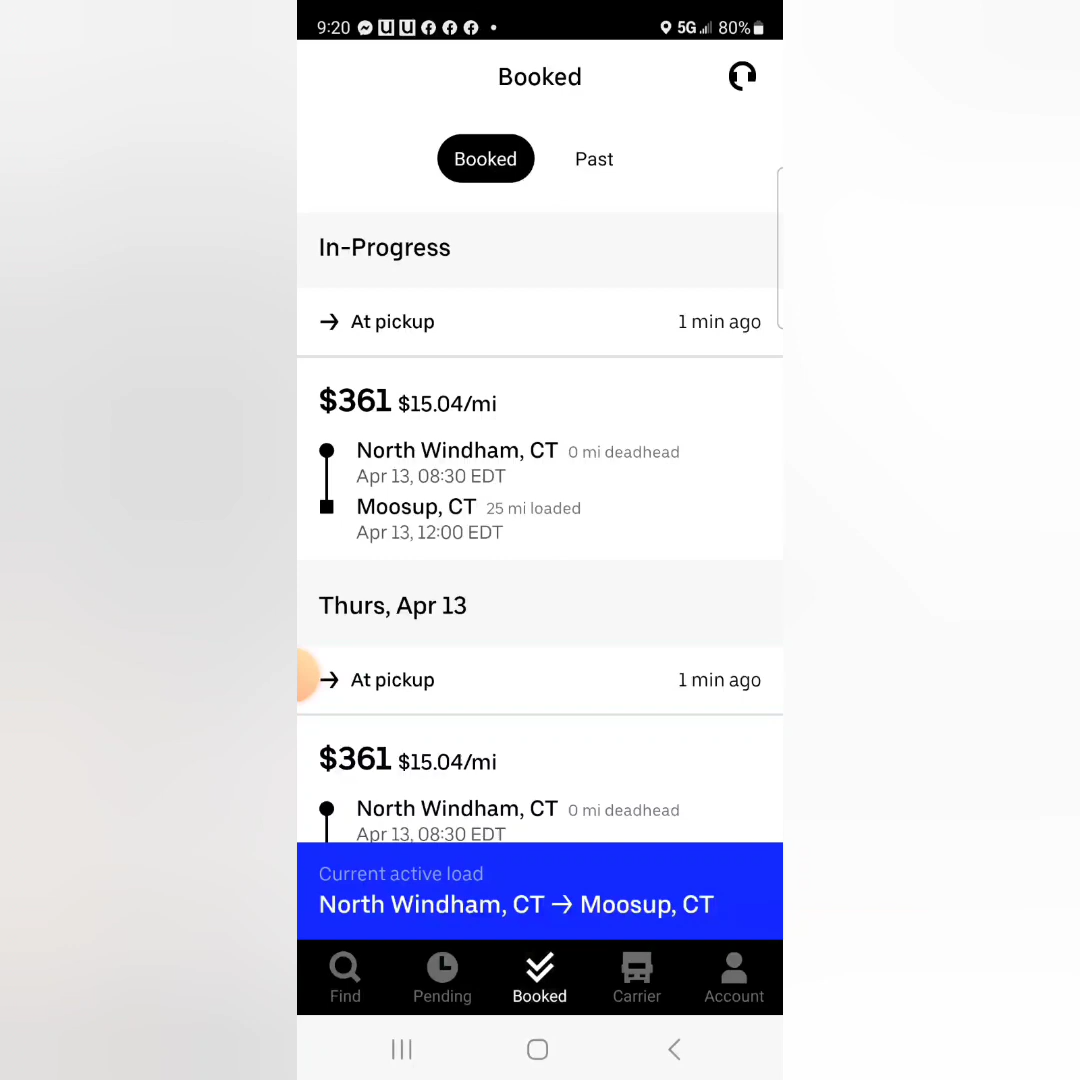 9:20 5G 80%
Booked
Booked Past
In-Progress
→ At pickup 1 min ago
$361 $15.04/mi
North Windham, CT 0 mi deadhead
Apr 13, 08:30 EDT
Moosup, CT 25 mi loaded
Apr 13, 12:00 EDT
Thurs, Apr 13
→ At pickup 1 min ago
$361 $15.04/mi
North Windham, CT 0 mi deadhead
Apr 13, 08:30 EDT
Current active load
North Windham, CT → Moosup, CT
Find Pending Booked Carrier Account